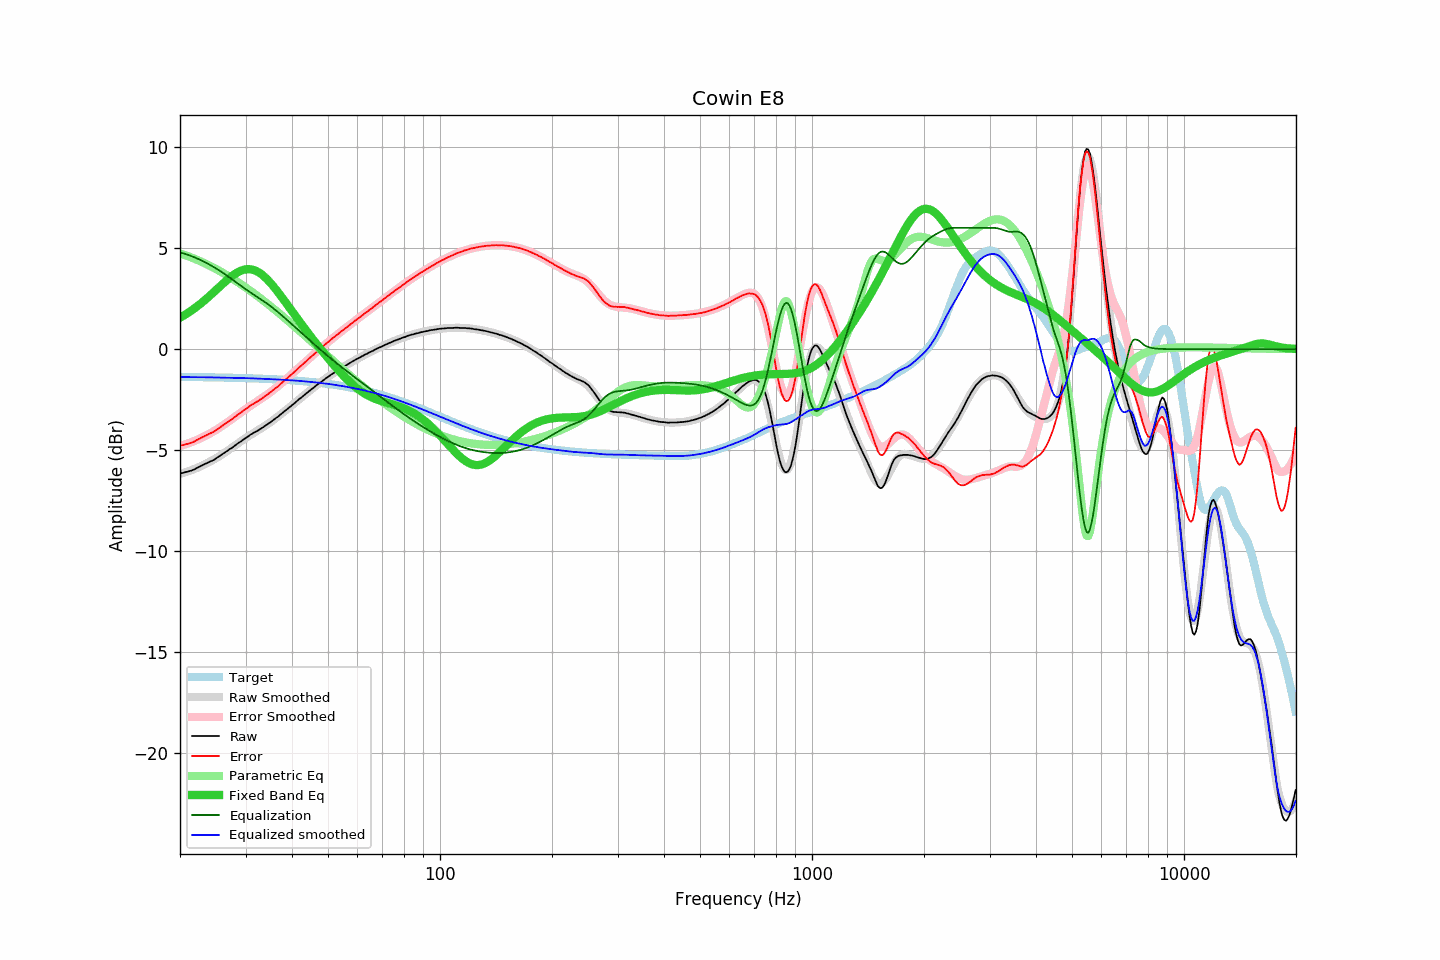 Cowin E8
10
5
0
−5
−10
−15
−20
Amplitude (dBr)
Target
Raw Smoothed
Error Smoothed
Raw
Error
Parametric Eq
Fixed Band Eq
Equalization
Equalized smoothed
100
1000
10000
Frequency (Hz)